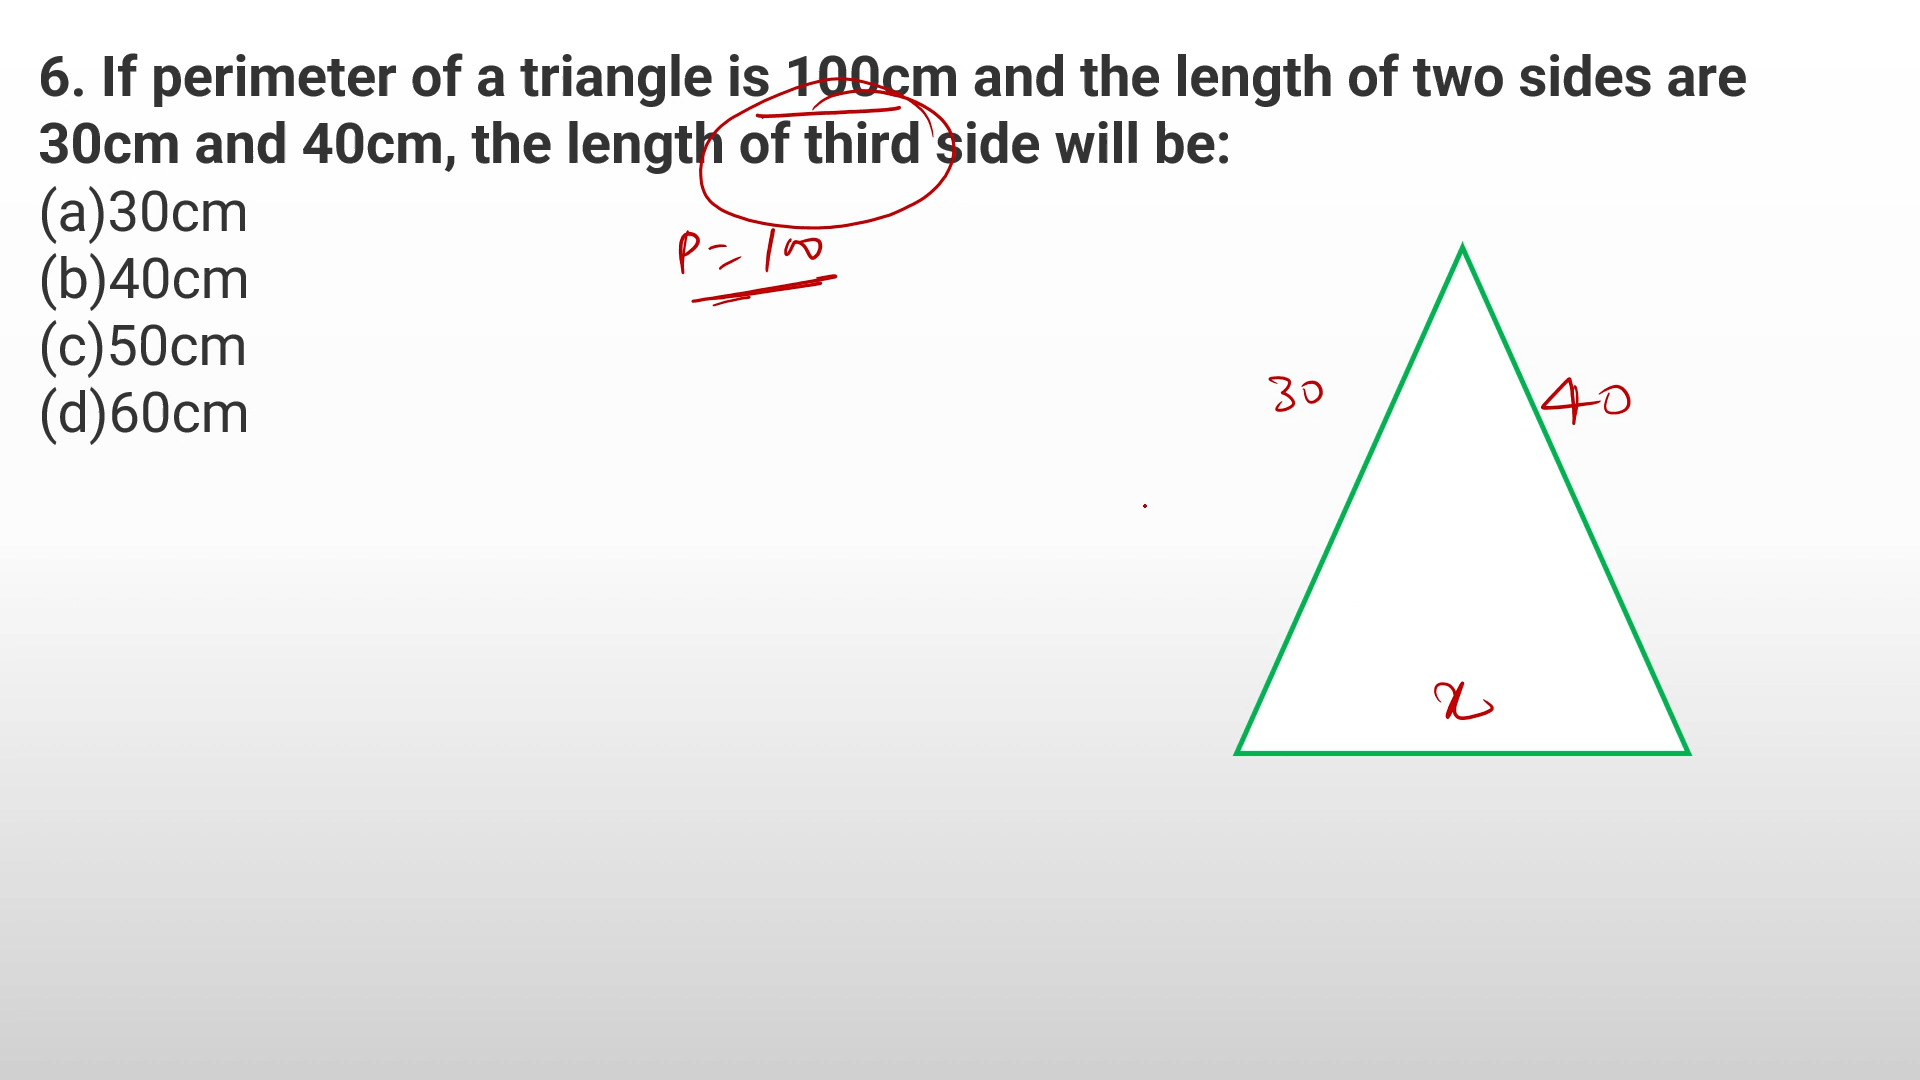 6. If perimeter of a triangle is 100cm and the length of two sides are
30cm and 40cm, the length of third side will be:
(a)30cm
(b)40cm
(c)50cm
(d)60cm
P = 100
30
40
x